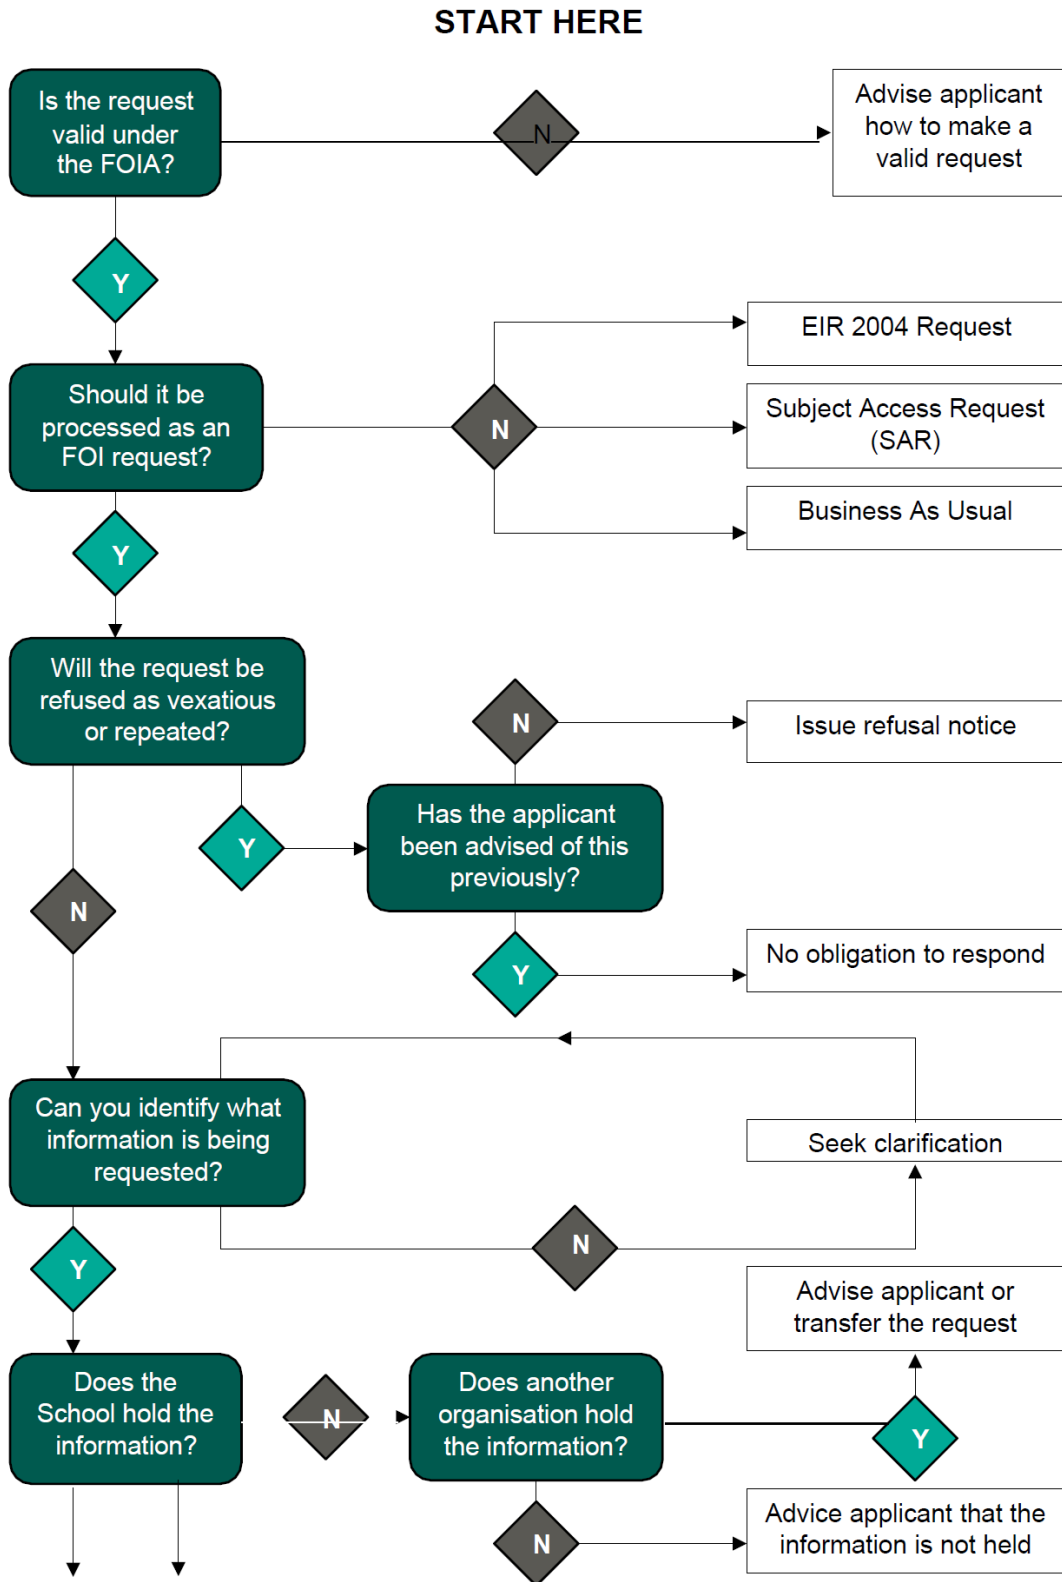 START HERE
Is the request
valid under
the FOIA?
N
Advise applicant
how to make a
valid request
Y
EIR 2004 Request
Should it be
processed as an
FOI request?
N
Subject Access Request
(SAR)
Business As Usual
Y
Will the request be
refused as vexatious
or repeated?
N
Issue refusal notice
Y
Has the applicant
been advised of this
previously?
N
Y
No obligation to respond
Can you identify what
information is being
requested?
Seek clarification
N
Y
Advise applicant or
transfer the request
Does the
School hold the
information?
N
Does another
organisation hold
the information?
Y
N
Advice applicant that the
information is not held